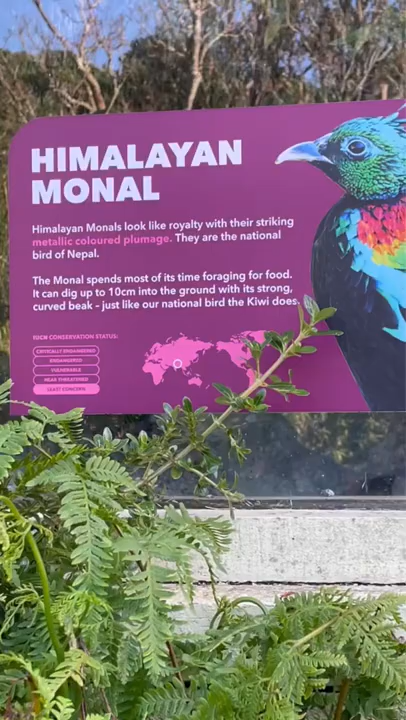 HIMALAYAN
MONAL
Himalayan Monals look like royalty with their striking
metallic coloured plumage. They are the national
bird of Nepal.
The Monal spends most of its time foraging for food.
It can dig up to 10cm into the ground with its strong,
curved beak – just like our national bird the Kiwi does.
IUCN CONSERVATION STATUS:
CRITICALLY ENDANGERED
ENDANGERED
VULNERABLE
NEAR THREATENED
LEAST CONCERN